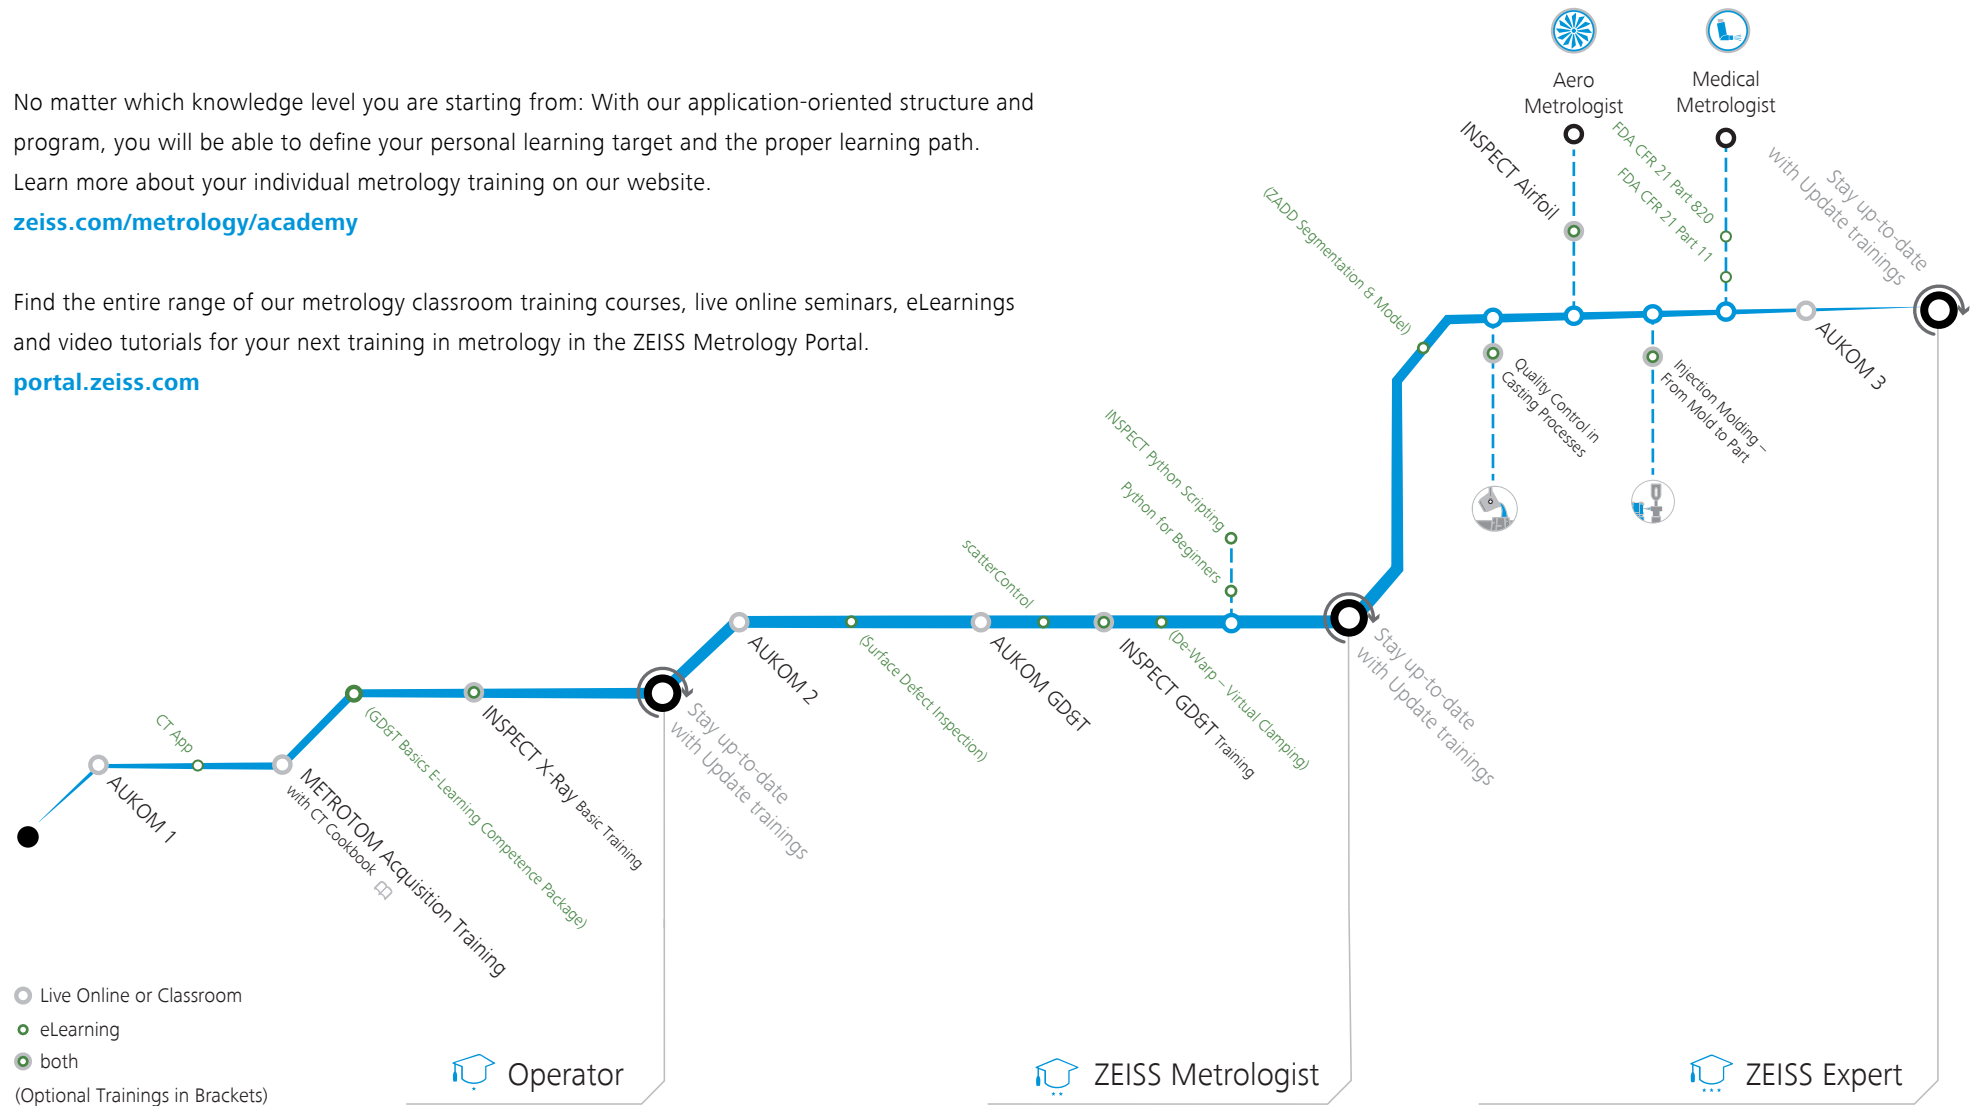 No matter which knowledge level you are starting from: With our application-oriented structure and
program, you will be able to define your personal learning target and the proper learning path.
Learn more about your individual metrology training on our website.
zeiss.com/metrology/academy
Find the entire range of our metrology classroom training courses, live online seminars, eLearnings
and video tutorials for your next training in metrology in the ZEISS Metrology Portal.
portal.zeiss.com
AUKOM 1
CT App
METROTOM Acquisition Training
with CT Cookbook
(GD&T Basics E-Learning Competence Package)
INSPECT X-Ray Basic Training
Stay up-to-date
with Update trainings
AUKOM 2
(Surface Defect Inspection)
AUKOM GD&T
scatterControl
INSPECT GD&T Training
(De-Warp – Virtual Clamping)
INSPECT Python Scripting
Python for Beginners
Stay up-to-date
with Update trainings
(ZADD Segmentation & Model)
Quality Control in
Casting Processes
INSPECT Airfoil
Aero
Metrologist
Injection Molding –
From Mold to Part
Medical
Metrologist
FDA CFR 21 Part 820
FDA CFR 21 Part 11
AUKOM 3
Stay up-to-date
with Update trainings
Live Online or Classroom
eLearning
both
(Optional Trainings in Brackets)
Operator
ZEISS Metrologist
ZEISS Expert